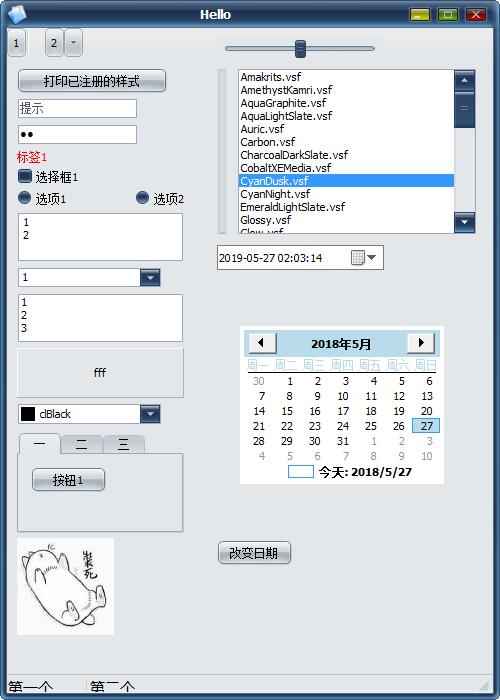 Hello
1 2
打印已注册的样式
提示
标签1
选择框1
选项1 选项2
1
2
1
1
2
3
fff
clBlack
一 二 三
按钮1
装死
Amakrits.vsf
AmethystKamri.vsf
AquaGraphite.vsf
AquaLightSlate.vsf
Auric.vsf
Carbon.vsf
CharcoalDarkSlate.vsf
CobaltXEMedia.vsf
CyanDusk.vsf
CyanNight.vsf
EmeraldLightSlate.vsf
Glossy.vsf
Glow.vsf
2019-05-27 02:03:14
2018年5月
周一 周二 周三 周四 周五 周六 周日
30 1 2 3 4 5 6
7 8 9 10 11 12 13
14 15 16 17 18 19 20
21 22 23 24 25 26 27
28 29 30 31 1 2 3
4 5 6 7 8 9 10
今天: 2018/5/27
改变日期
第一个 第二个